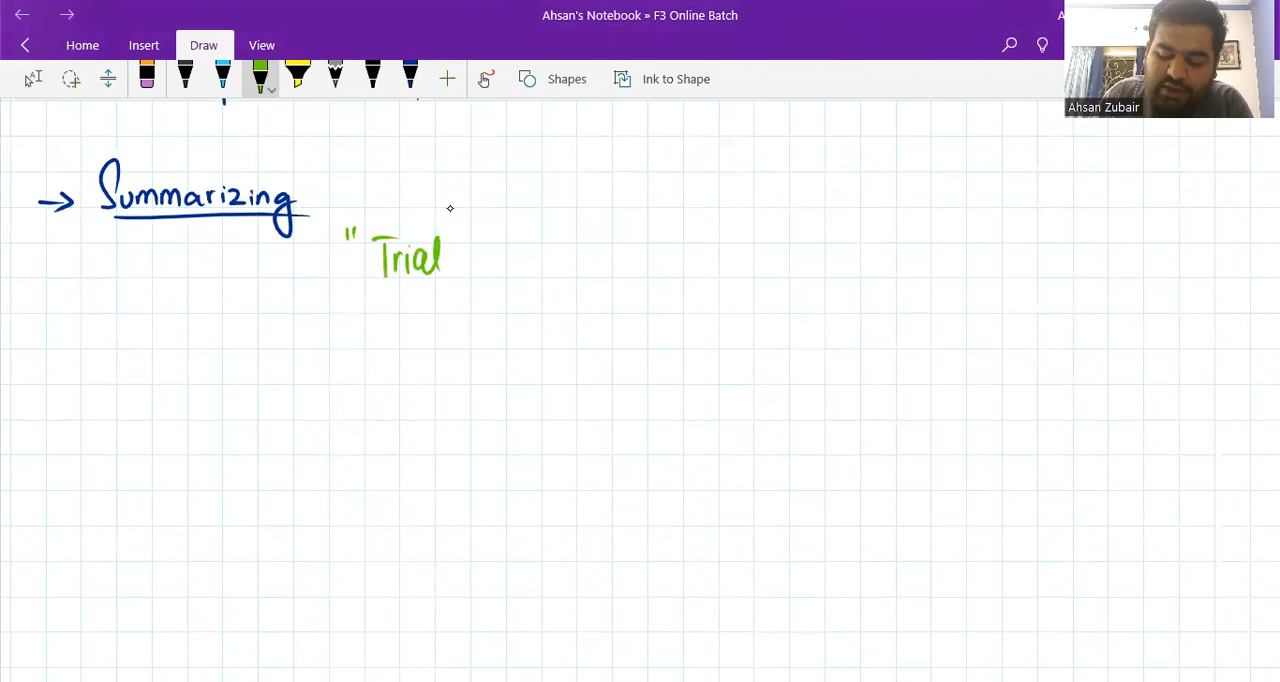 Ahsan's Notebook » F3 Online Batch
Home Insert Draw View
Shapes Ink to Shape
Ahsan Zubair
→ Summarizing
" Trial